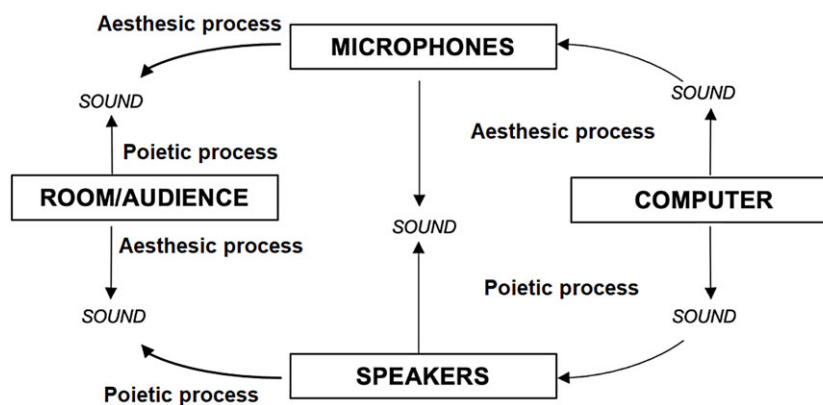 Aesthesic process
MICROPHONES
SOUND
SOUND
Aesthesic process
Poietic process
ROOM/AUDIENCE
COMPUTER
SOUND
Aesthesic process
Poietic process
SOUND
SOUND
SPEAKERS
Poietic process